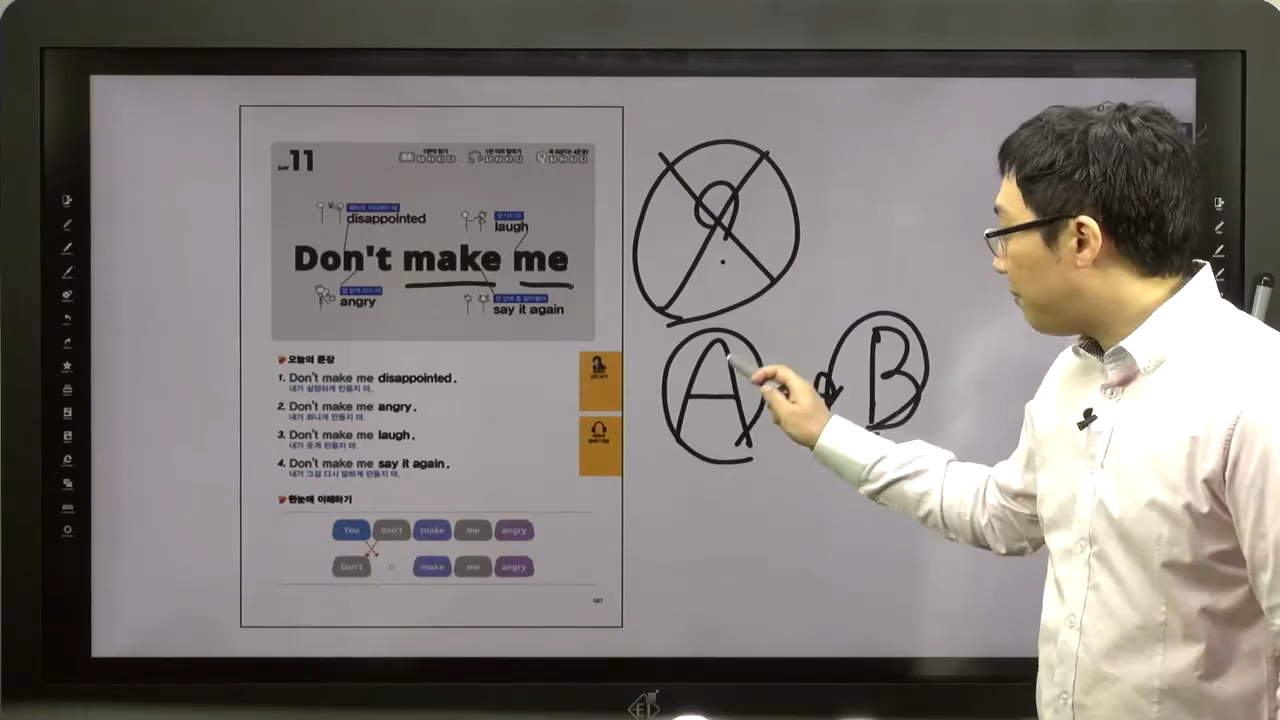 DAY 11
disappointed
laugh
Don't make me
angry
say it again
오늘의 문장
1. Don't make me disappointed.
내가 실망하게 만들지 마.
2. Don't make me angry.
내가 화나게 만들지 마.
3. Don't make me laugh.
내가 웃게 만들지 마.
4. Don't make me say it again.
내가 그걸 다시 말하게 만들지 마.
한눈에 이해하기
You Don't make me angry
Don't make me angry
021
A
B